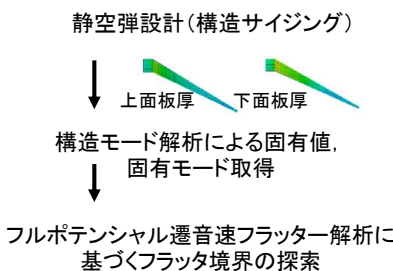 静空弾設計(構造サイジング)
上面板厚 下面板厚
構造モード解析による固有値,
固有モード取得
フルポテンシャル遷音速フラッター解析に
基づくフラッタ境界の探索